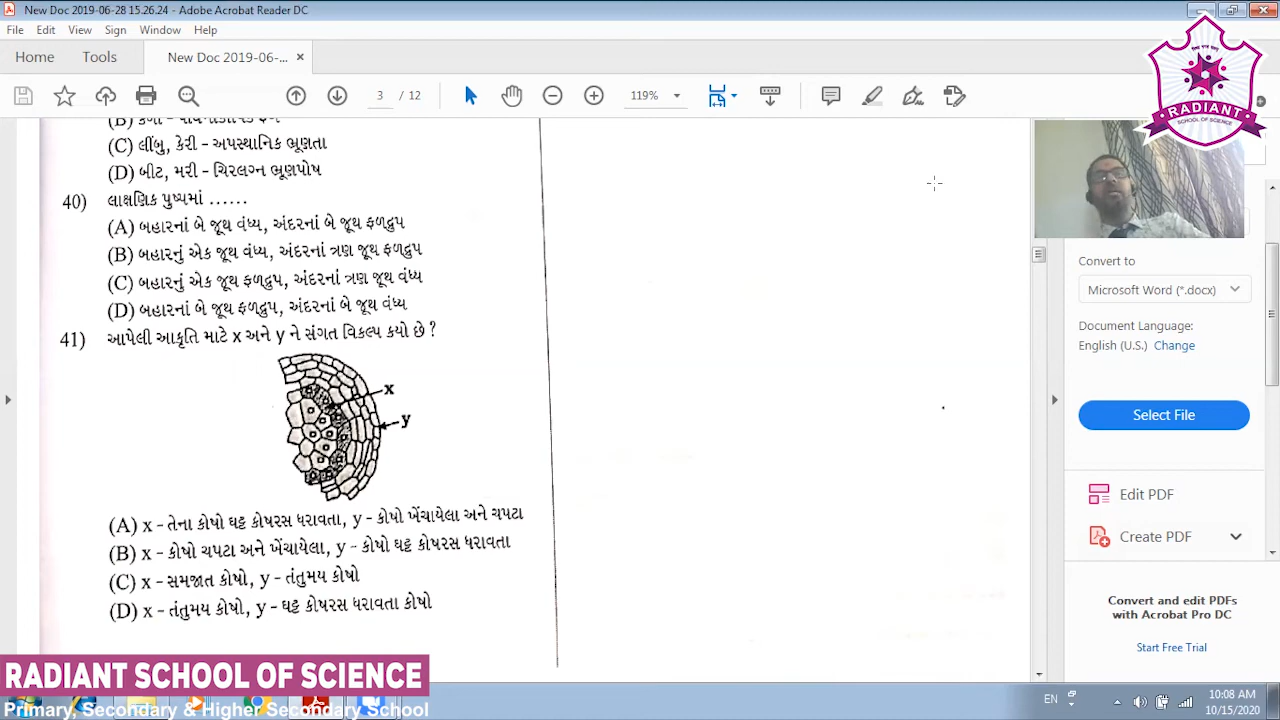 New Doc 2019-06-28 15.26.24 - Adobe Acrobat Reader DC
File Edit View Sign Window Help
Home Tools New Doc 2019-06-... ×
3 / 12 119%
RADIANT
SCHOOL OF SCIENCE
(C) લીંબુ, કેરી - અપસ્થાનિક ભ્રૂણતા
(D) બીટ, મરી - ચિરલગ્ન ભ્રૂણપોષ
40) લાક્ષણિક પુષ્પમાં ......
(A) બહારનાં બે જૂથ વંધ્ય, અંદરનાં બે જૂથ ફળદ્રુપ
(B) બહારનું એક જૂથ વંધ્ય, અંદરનાં ત્રણ જૂથ ફળદ્રુપ
(C) બહારનું એક જૂથ ફળદ્રુપ, અંદરનાં ત્રણ જૂથ વંધ્ય
(D) બહારનાં બે જૂથ ફળદ્રુપ, અંદરનાં બે જૂથ વંધ્ય
41) આપેલી આકૃતિ માટે x અને y ને સંગત વિકલ્પ કયો છે ?
x
y
(A) x - તેના કોષો ઘટ્ટ કોષરસ ધરાવતા, y - કોષો ખેંચાયેલા અને ચપટા
(B) x - કોષો ચપટા અને ખેંચાયેલા, y - કોષો ઘટ્ટ કોષરસ ધરાવતા
(C) x - સમજાત કોષો, y - તંતુમય કોષો
(D) x - તંતુમય કોષો, y - ઘટ્ટ કોષરસ ધરાવતા કોષો
Convert to
Microsoft Word (*.docx)
Document Language:
English (U.S.) Change
Select File
Edit PDF
Create PDF
Convert and edit PDFs
with Acrobat Pro DC
Start Free Trial
RADIANT SCHOOL OF SCIENCE
Primary, Secondary & Higher Secondary School
EN
10:08 AM
10/15/2020